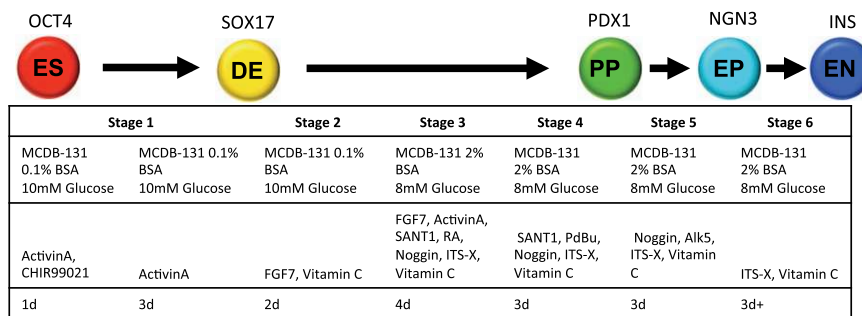 OCT4 SOX17 PDX1 NGN3 INS
ES DE PP EP EN
Stage 1 Stage 2 Stage 3 Stage 4 Stage 5 Stage 6
MCDB-131
0.1% BSA
10mM Glucose
MCDB-131 0.1%
BSA
10mM Glucose
MCDB-131 0.1%
BSA
10mM Glucose
MCDB-131 2%
BSA
8mM Glucose
MCDB-131
2% BSA
8mM Glucose
MCDB-131
2% BSA
8mM Glucose
MCDB-131
2% BSA
8mM Glucose
ActivinA,
CHIR99021
ActivinA
FGF7, Vitamin C
FGF7, ActivinA,
SANT1, RA,
Noggin, ITS-X,
Vitamin C
SANT1, PdBu,
Noggin, ITS-X,
Vitamin C
Noggin, Alk5,
ITS-X, Vitamin
C
ITS-X, Vitamin C
1d 3d 2d 4d 3d 3d 3d+